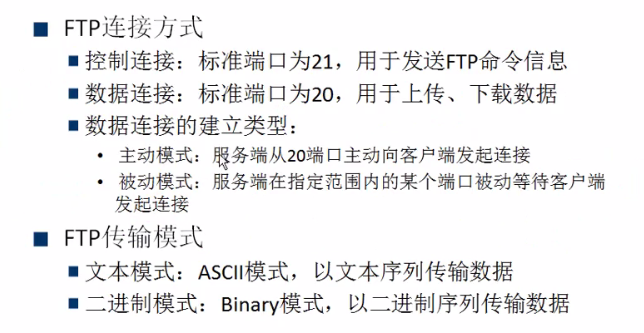 FTP连接方式
控制连接：标准端口为21，用于发送FTP命令信息
数据连接：标准端口为20，用于上传、下载数据
数据连接的建立类型：
主动模式：服务端从20端口主动向客户端发起连接
被动模式：服务端在指定范围内的某个端口被动等待客户端
发起连接
FTP传输模式
文本模式：ASCII模式，以文本序列传输数据
二进制模式：Binary模式，以二进制序列传输数据